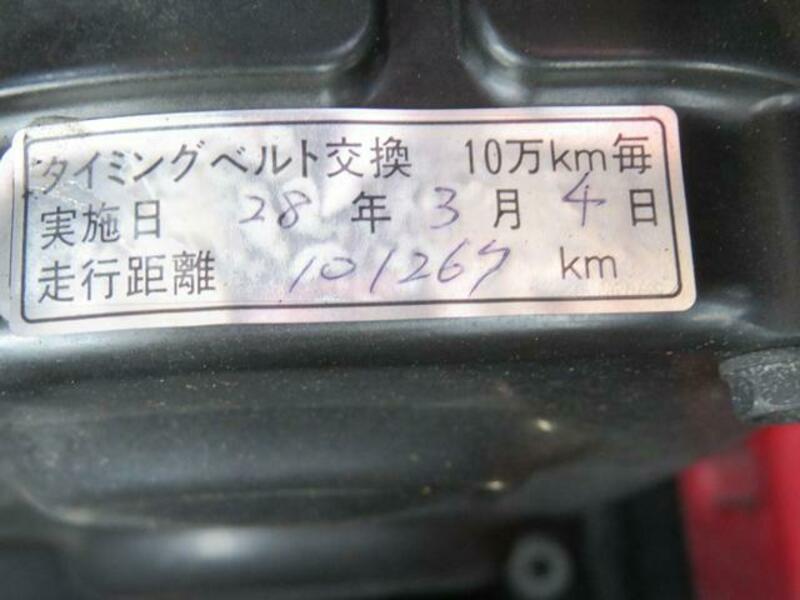 タイミングベルト交換 10万km毎
実施日 28 年 3 月 4 日
走行距離 101267 km